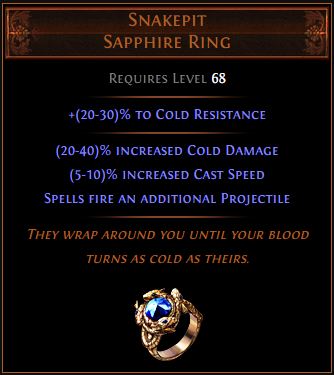 Snakepit
Sapphire Ring
Requires Level 68
+(20-30)% to Cold Resistance
(20-40)% increased Cold Damage
(5-10)% increased Cast Speed
Spells fire an additional Projectile
They wrap around you until your blood
turns as cold as theirs.